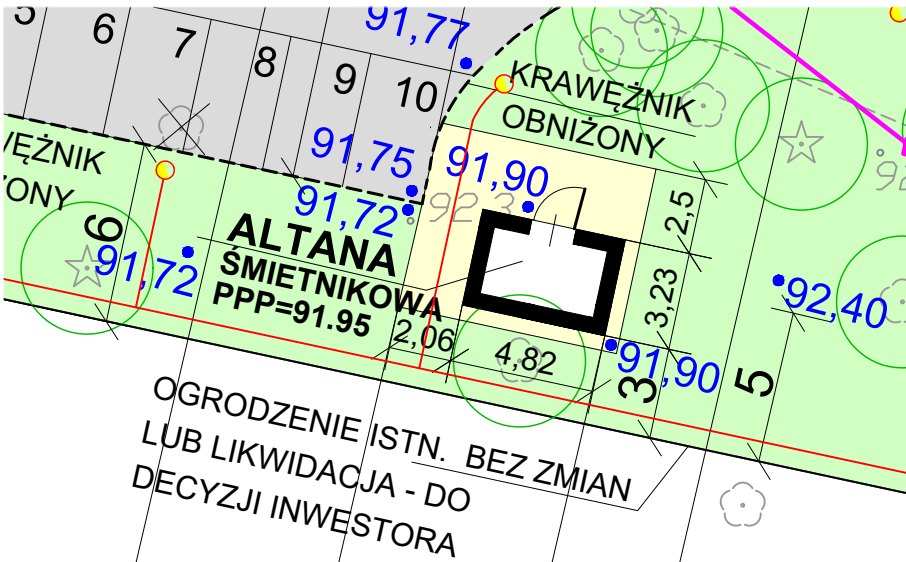 5
6
7
8
9
10
91,77
KRAWĘŻNIK
OBNIŻONY
91,75
91,90
91,72
92
6
91,72
ALTANA
ŚMIETNIKOWA
PPP=91.95
2,5
3,23
2,06
4,82
91,90
92,40
3
5
OGRODZENIE ISTN. BEZ ZMIAN
LUB LIKWIDACJA - DO
DECYZJI INWESTORA